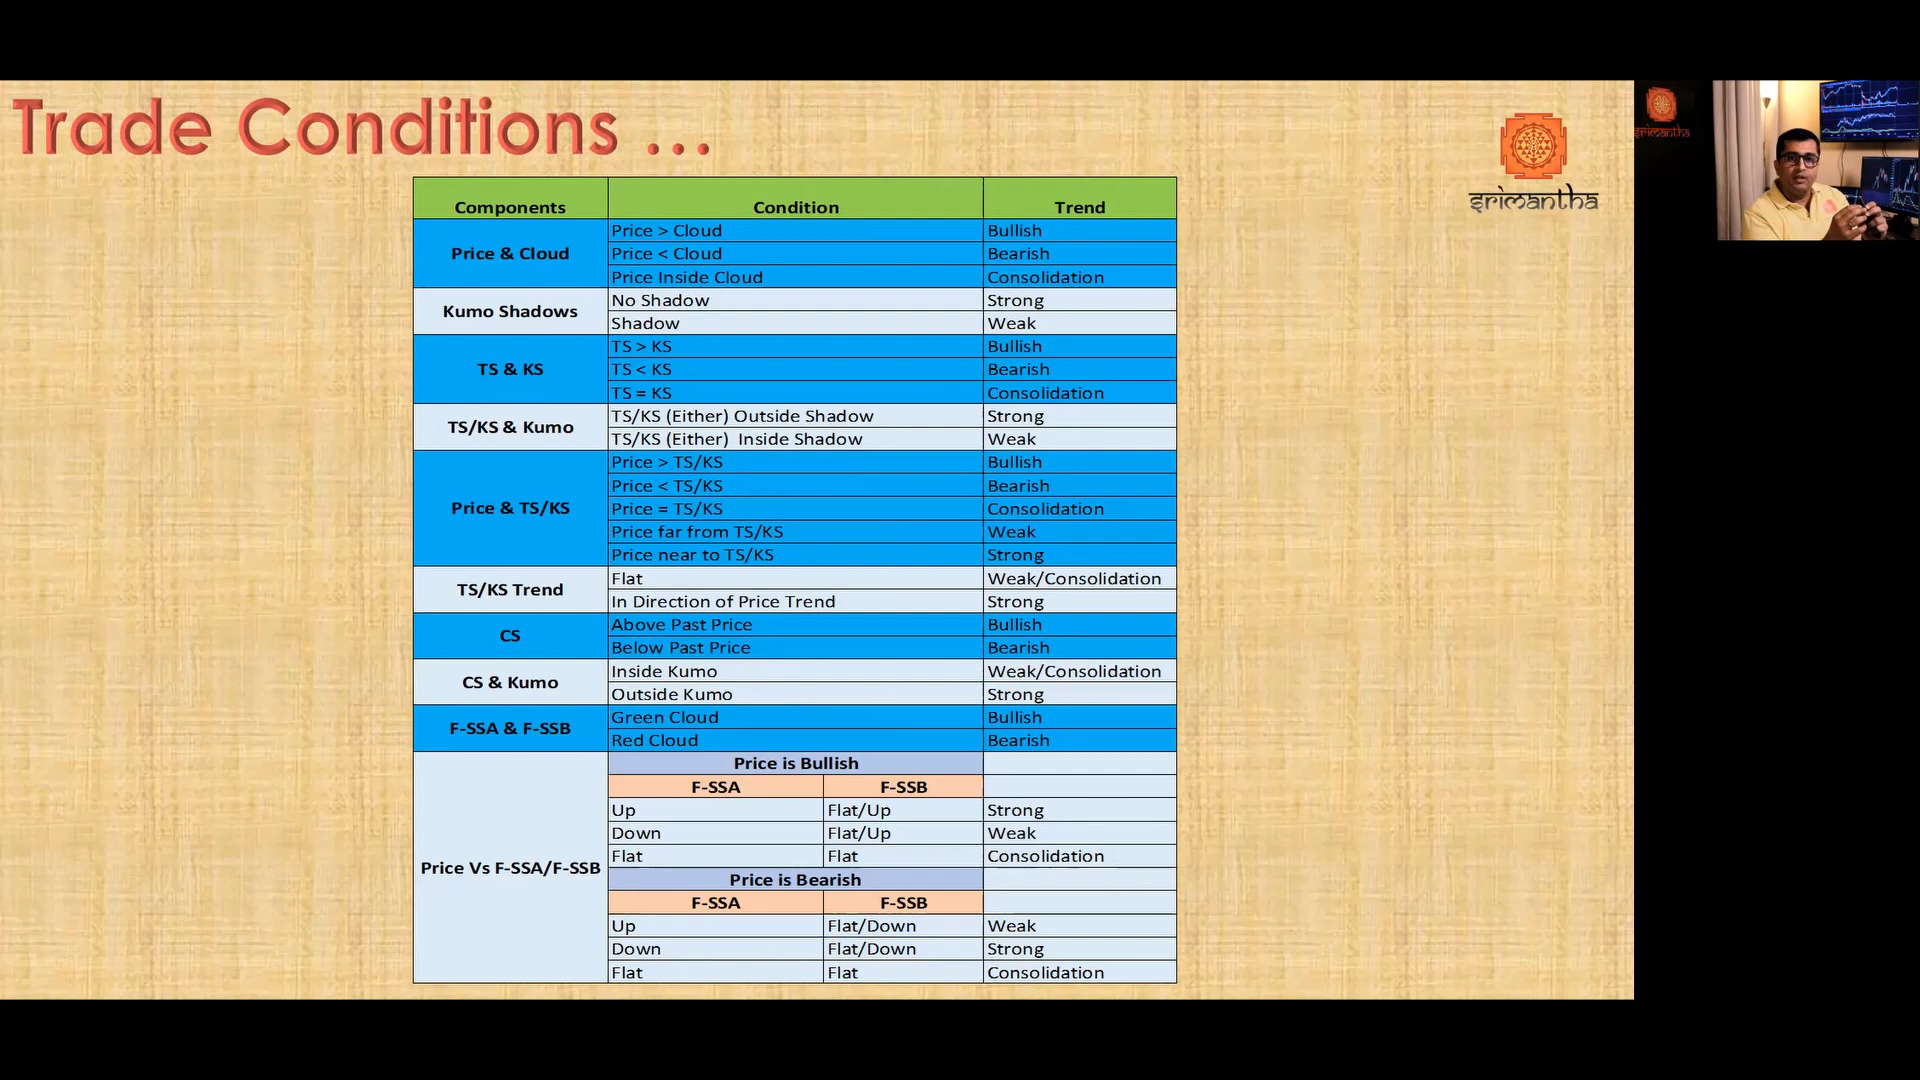 Trade Conditions ...
srimantha
srimantha
Components Condition Trend
Price & Cloud
Price > Cloud Bullish
Price < Cloud Bearish
Price Inside Cloud Consolidation
Kumo Shadows
No Shadow Strong
Shadow Weak
TS & KS
TS > KS Bullish
TS < KS Bearish
TS = KS Consolidation
TS/KS & Kumo
TS/KS (Either) Outside Shadow Strong
TS/KS (Either) Inside Shadow Weak
Price & TS/KS
Price > TS/KS Bullish
Price < TS/KS Bearish
Price = TS/KS Consolidation
Price far from TS/KS Weak
Price near to TS/KS Strong
TS/KS Trend
Flat Weak/Consolidation
In Direction of Price Trend Strong
CS
Above Past Price Bullish
Below Past Price Bearish
CS & Kumo
Inside Kumo Weak/Consolidation
Outside Kumo Strong
F-SSA & F-SSB
Green Cloud Bullish
Red Cloud Bearish
Price Vs F-SSA/F-SSB
Price is Bullish
F-SSA F-SSB
Up Flat/Up Strong
Down Flat/Up Weak
Flat Flat Consolidation
Price is Bearish
F-SSA F-SSB
Up Flat/Down Weak
Down Flat/Down Strong
Flat Flat Consolidation